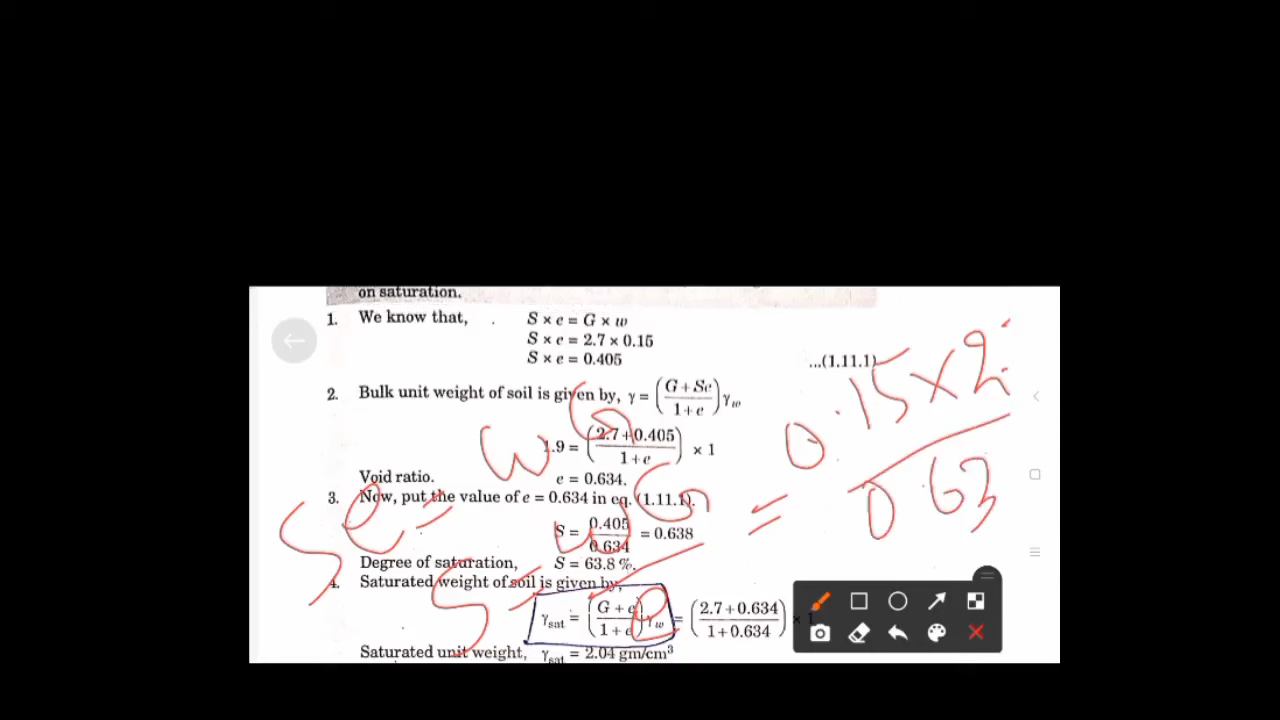 on saturation.
1. We know that, S × e = G × w
S × e = 2.7 × 0.15
S × e = 0.405 ...(1.11.1)
2. Bulk unit weight of soil is given by, γ = ((G + Se)/(1 + e)) γw
1.9 = ((2.7 + 0.405)/(1 + e)) × 1
Void ratio. e = 0.634.
3. Now, put the value of e = 0.634 in eq. (1.11.1).
S = 0.405/0.634 = 0.638
Degree of saturation, S = 63.8 %.
4. Saturated weight of soil is given by,
γsat = ((G + e)/(1 + e)) γw = ((2.7 + 0.634)/(1 + 0.634)) × 1
Saturated unit weight, γsat = 2.04 gm/cm³
Se = wG
S = wG/e = 0.15 × 2./0.63